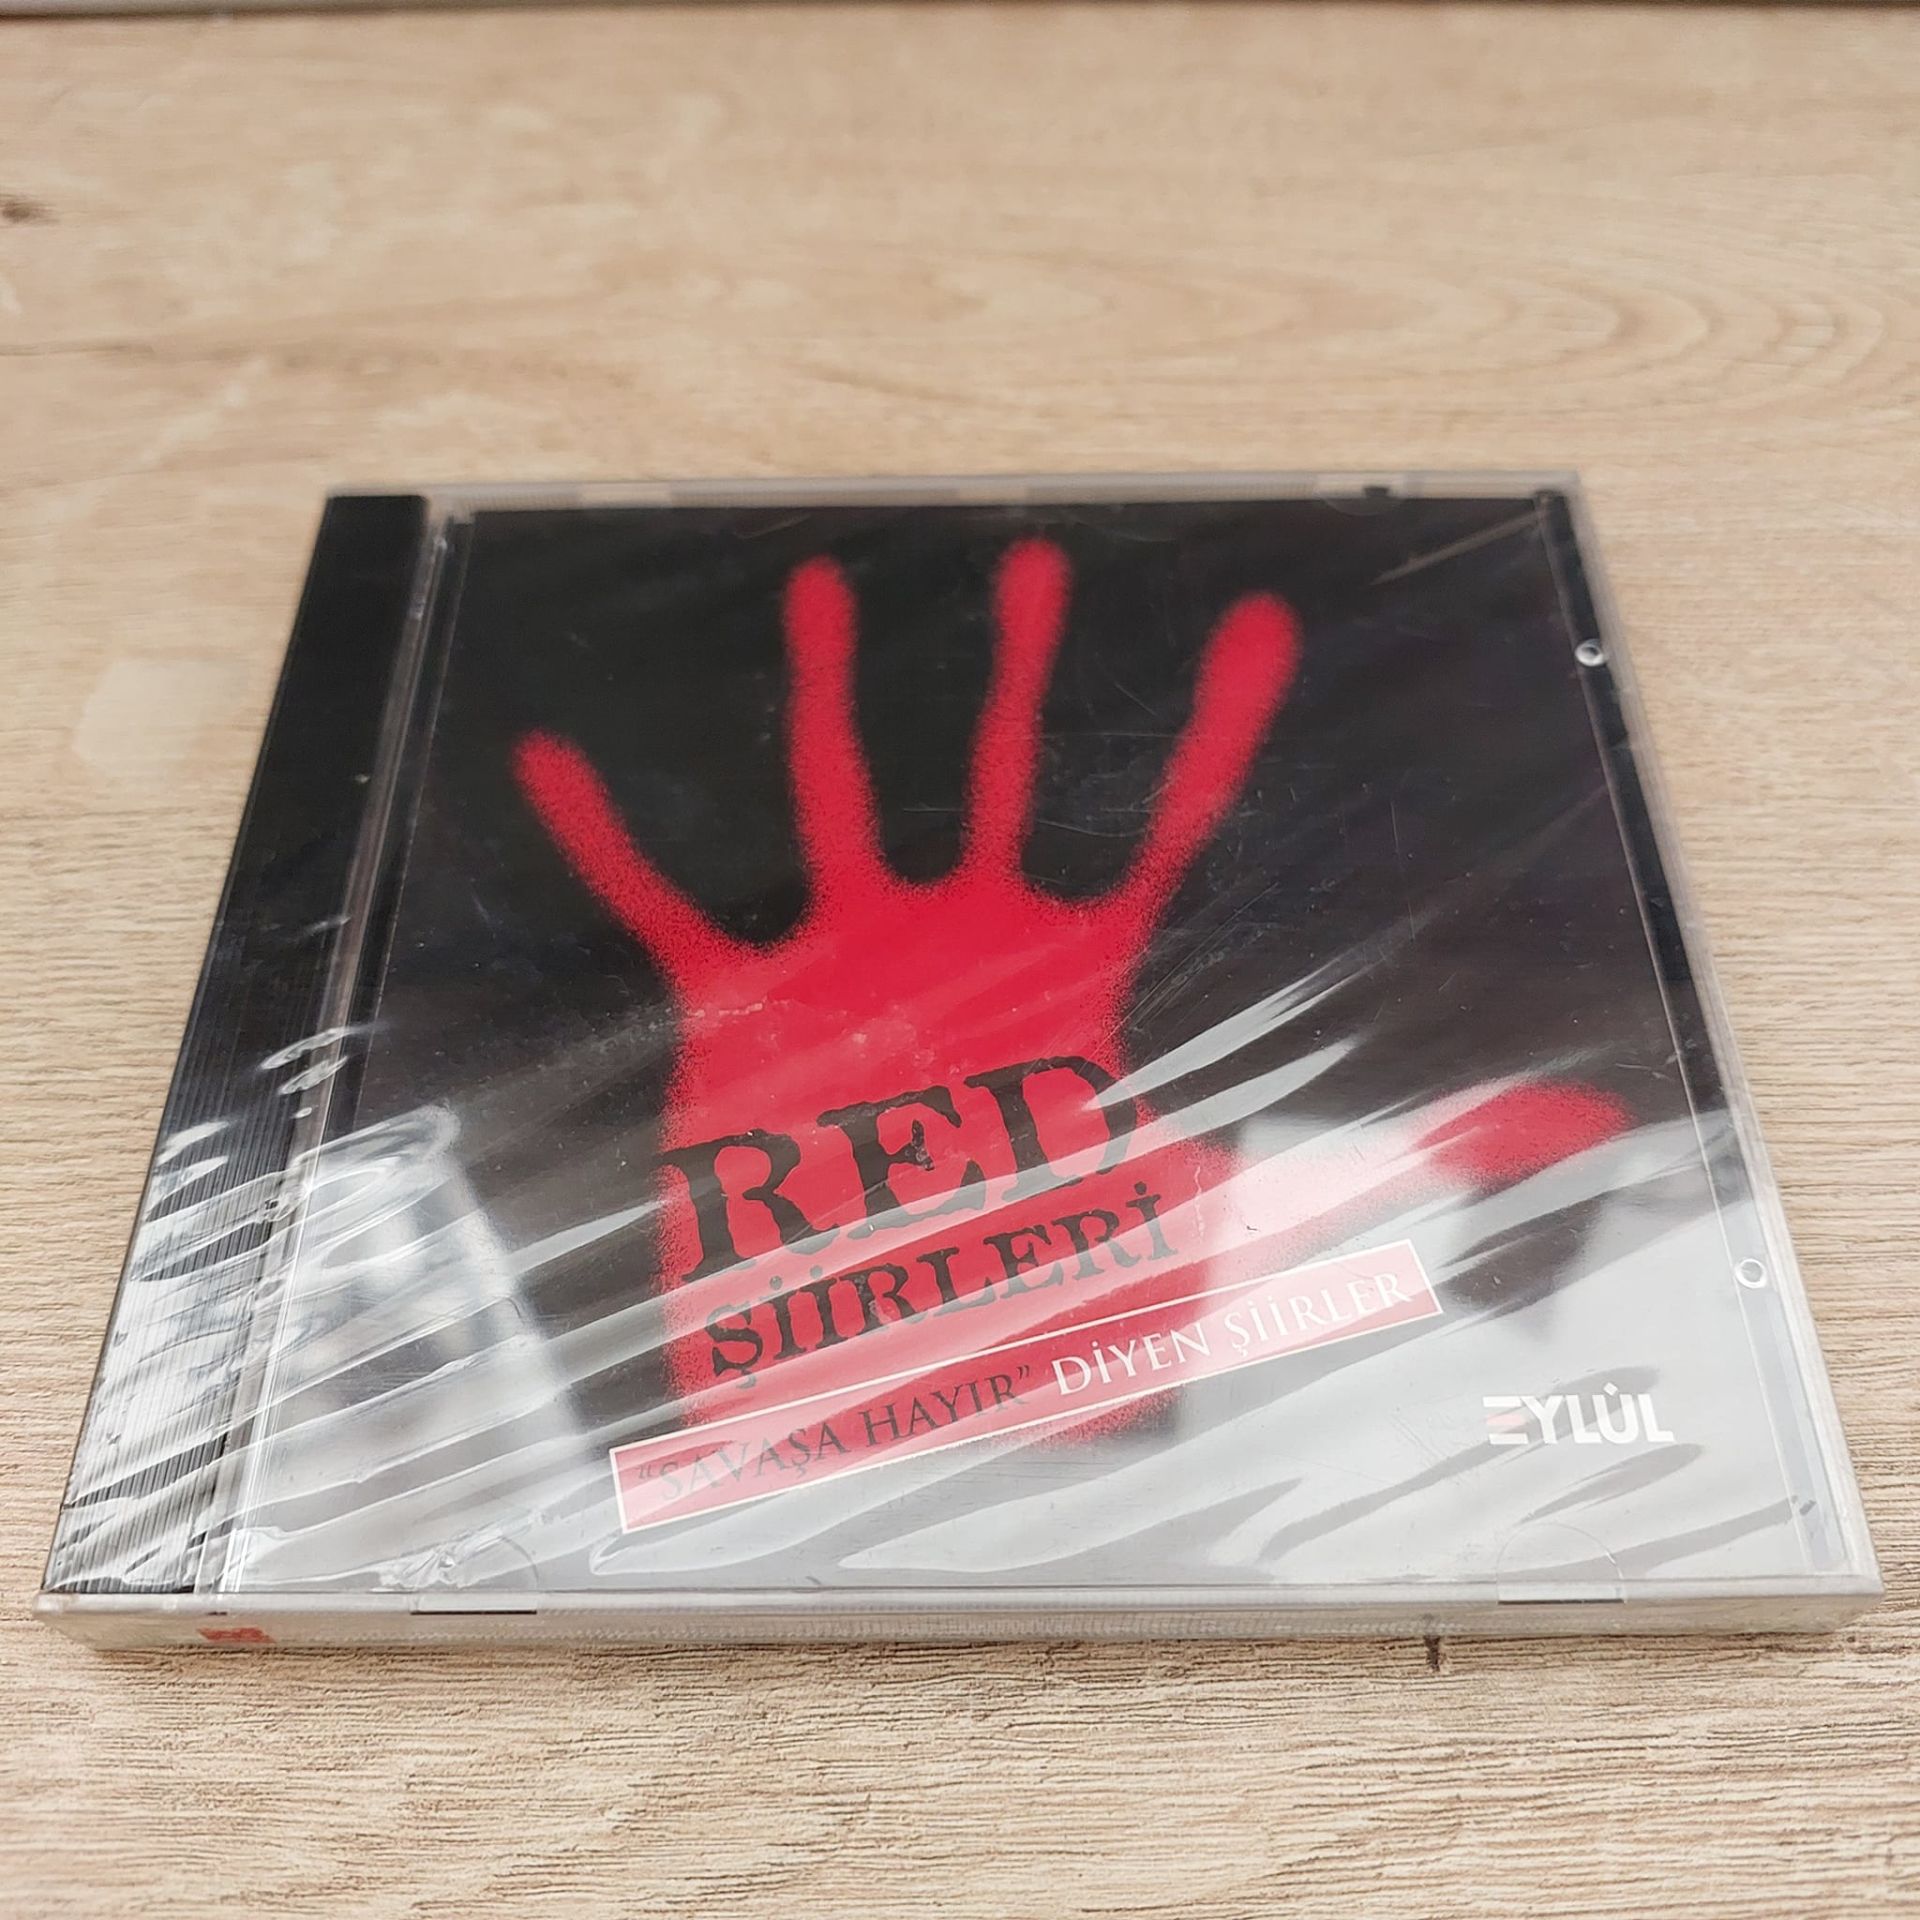 RED
ŞİİRLERİ
"SAVAŞA HAYIR" DİYEN ŞİİRLER
EYLÜL